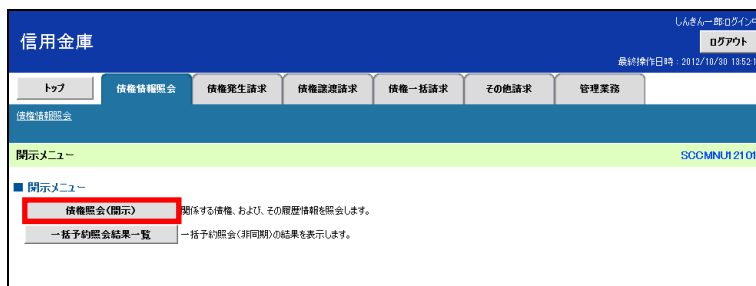 しんきん一郎ログイン中
信用金庫
ログアウト
最終操作日時：2012/10/30 13:52:1
トップ 債権情報照会 債権発生請求 債権譲渡請求 債権一括請求 その他請求 管理業務
債権情報照会
開示メニュー SCCMNU12101
■ 開示メニュー
債権照会(開示) 関係する債権、および、その履歴情報を照会します。
一括予約照会結果一覧 一括予約照会(非同期)の結果を表示します。